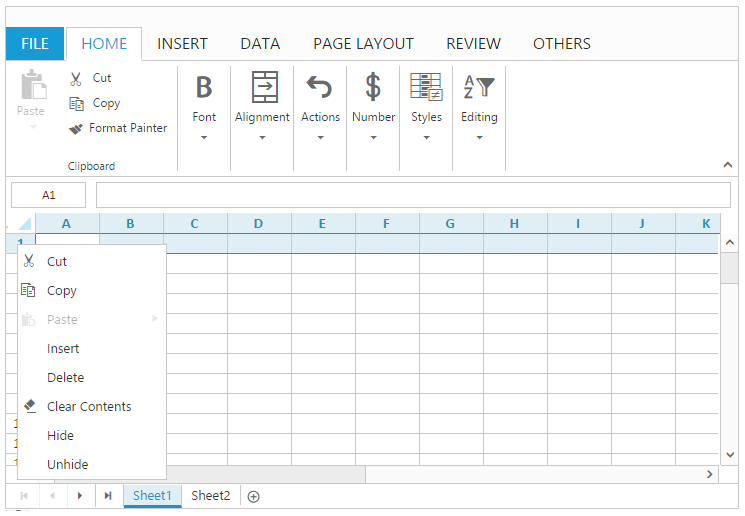 FILE HOME INSERT DATA PAGE LAYOUT REVIEW OTHERS
Paste
Cut
Copy
Format Painter
Clipboard
B
Font
Alignment
Actions
$
Number
Styles
A
Z
Editing
A1
A B C D E F G H I J K
1
Cut
Copy
Paste
Insert
Delete
Clear Contents
Hide
Unhide
Sheet1 Sheet2